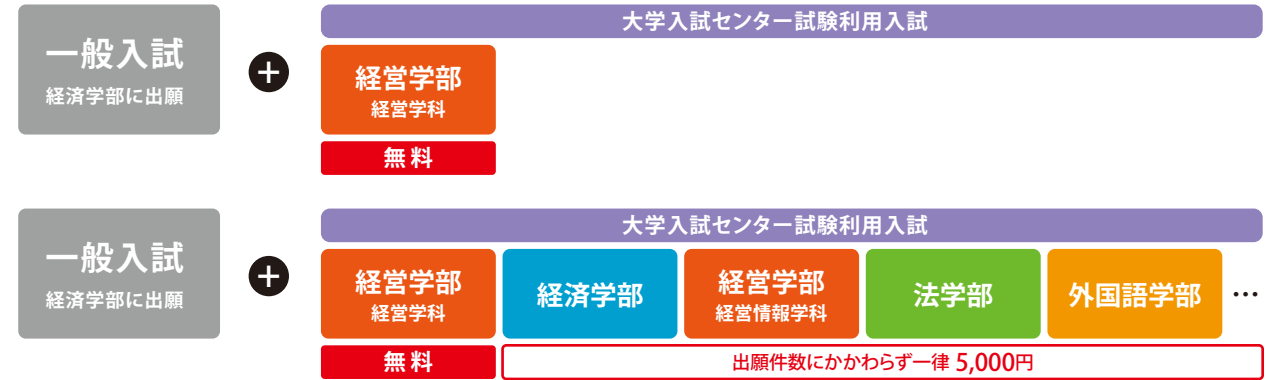 大学入試センター試験利用入試
一般入試
経済学部に出願
+
経営学部
経営学科
無料
大学入試センター試験利用入試
一般入試
経済学部に出願
+
経営学部
経営学科
経済学部
経営学部
経営情報学科
法学部
外国語学部
…
無料
出願件数にかかわらず一律 5,000円